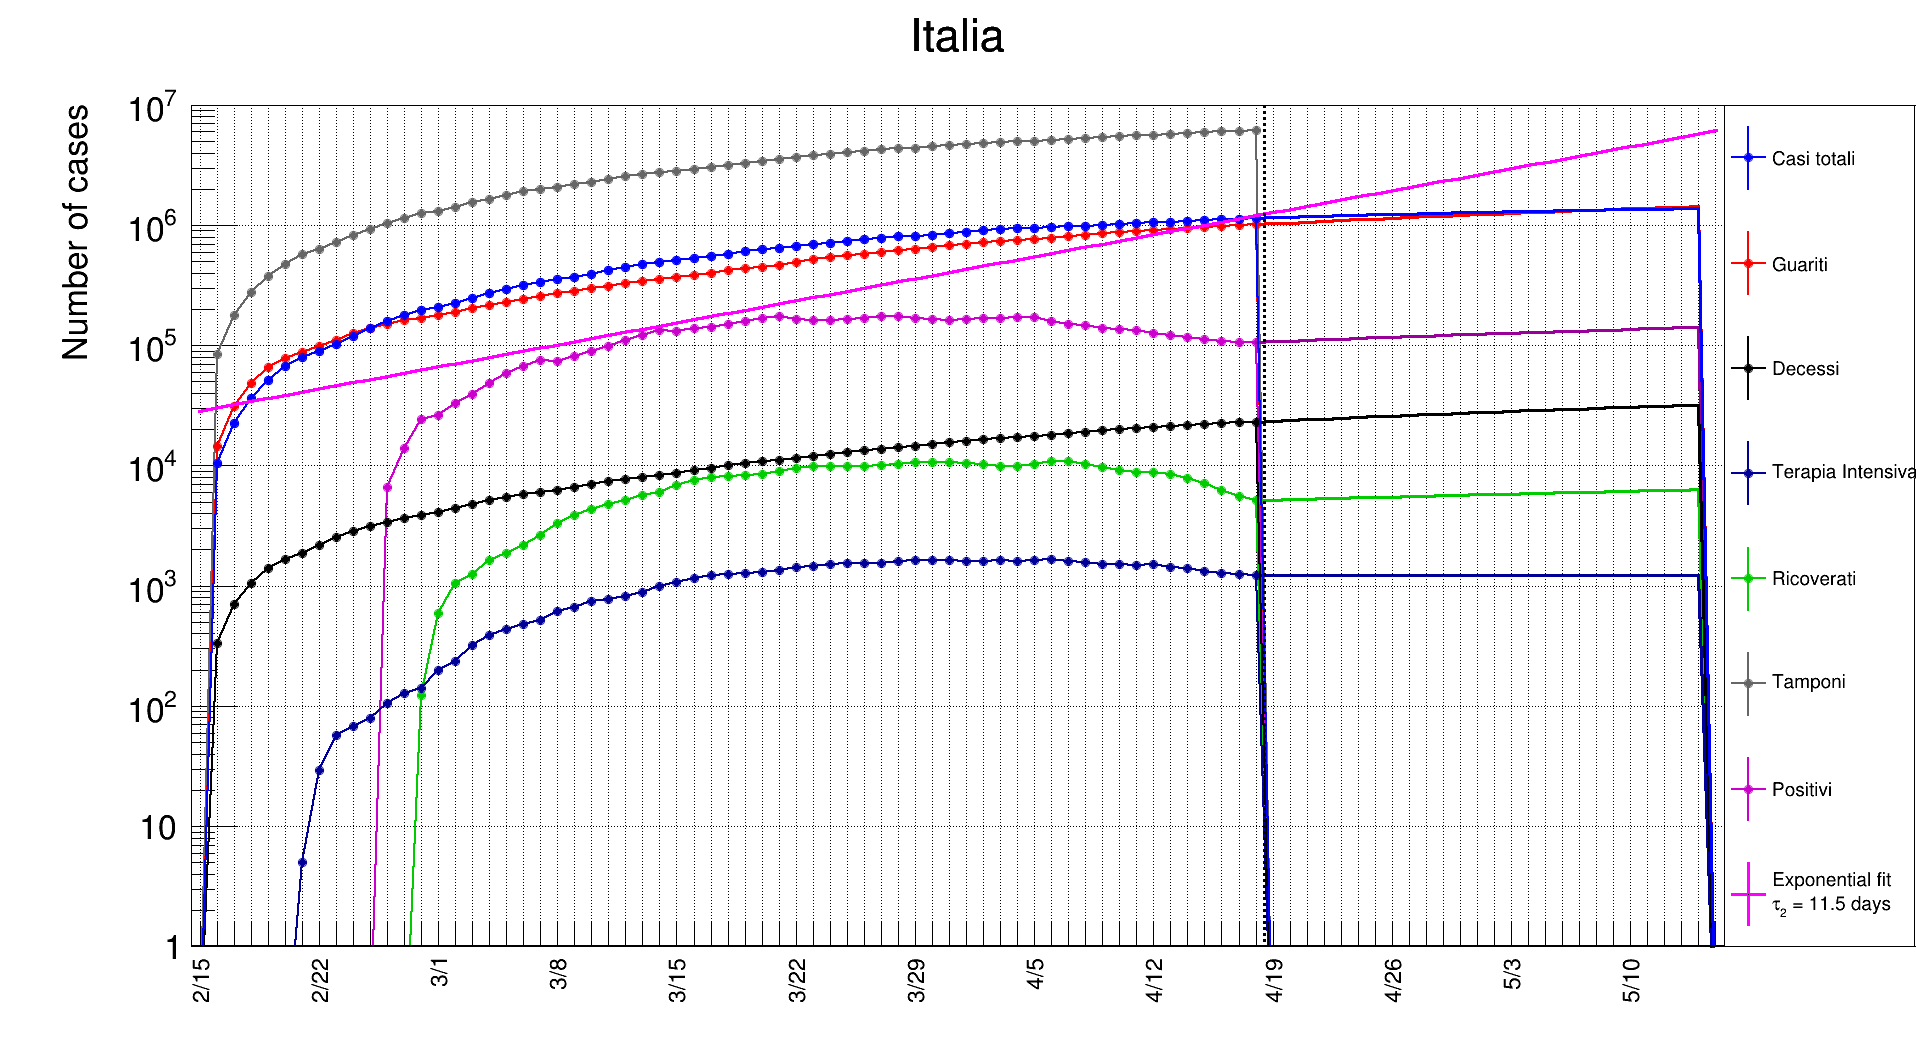 Italia
Number of cases
10^7
10^6
10^5
10^4
10^3
10^2
10
1
2/15
2/22
3/1
3/8
3/15
3/22
3/29
4/5
4/12
4/19
4/26
5/3
5/10
Casi totali
Guariti
Decessi
Terapia Intensiva
Ricoverati
Tamponi
Positivi
Exponential fit
τ₂ = 11.5 days